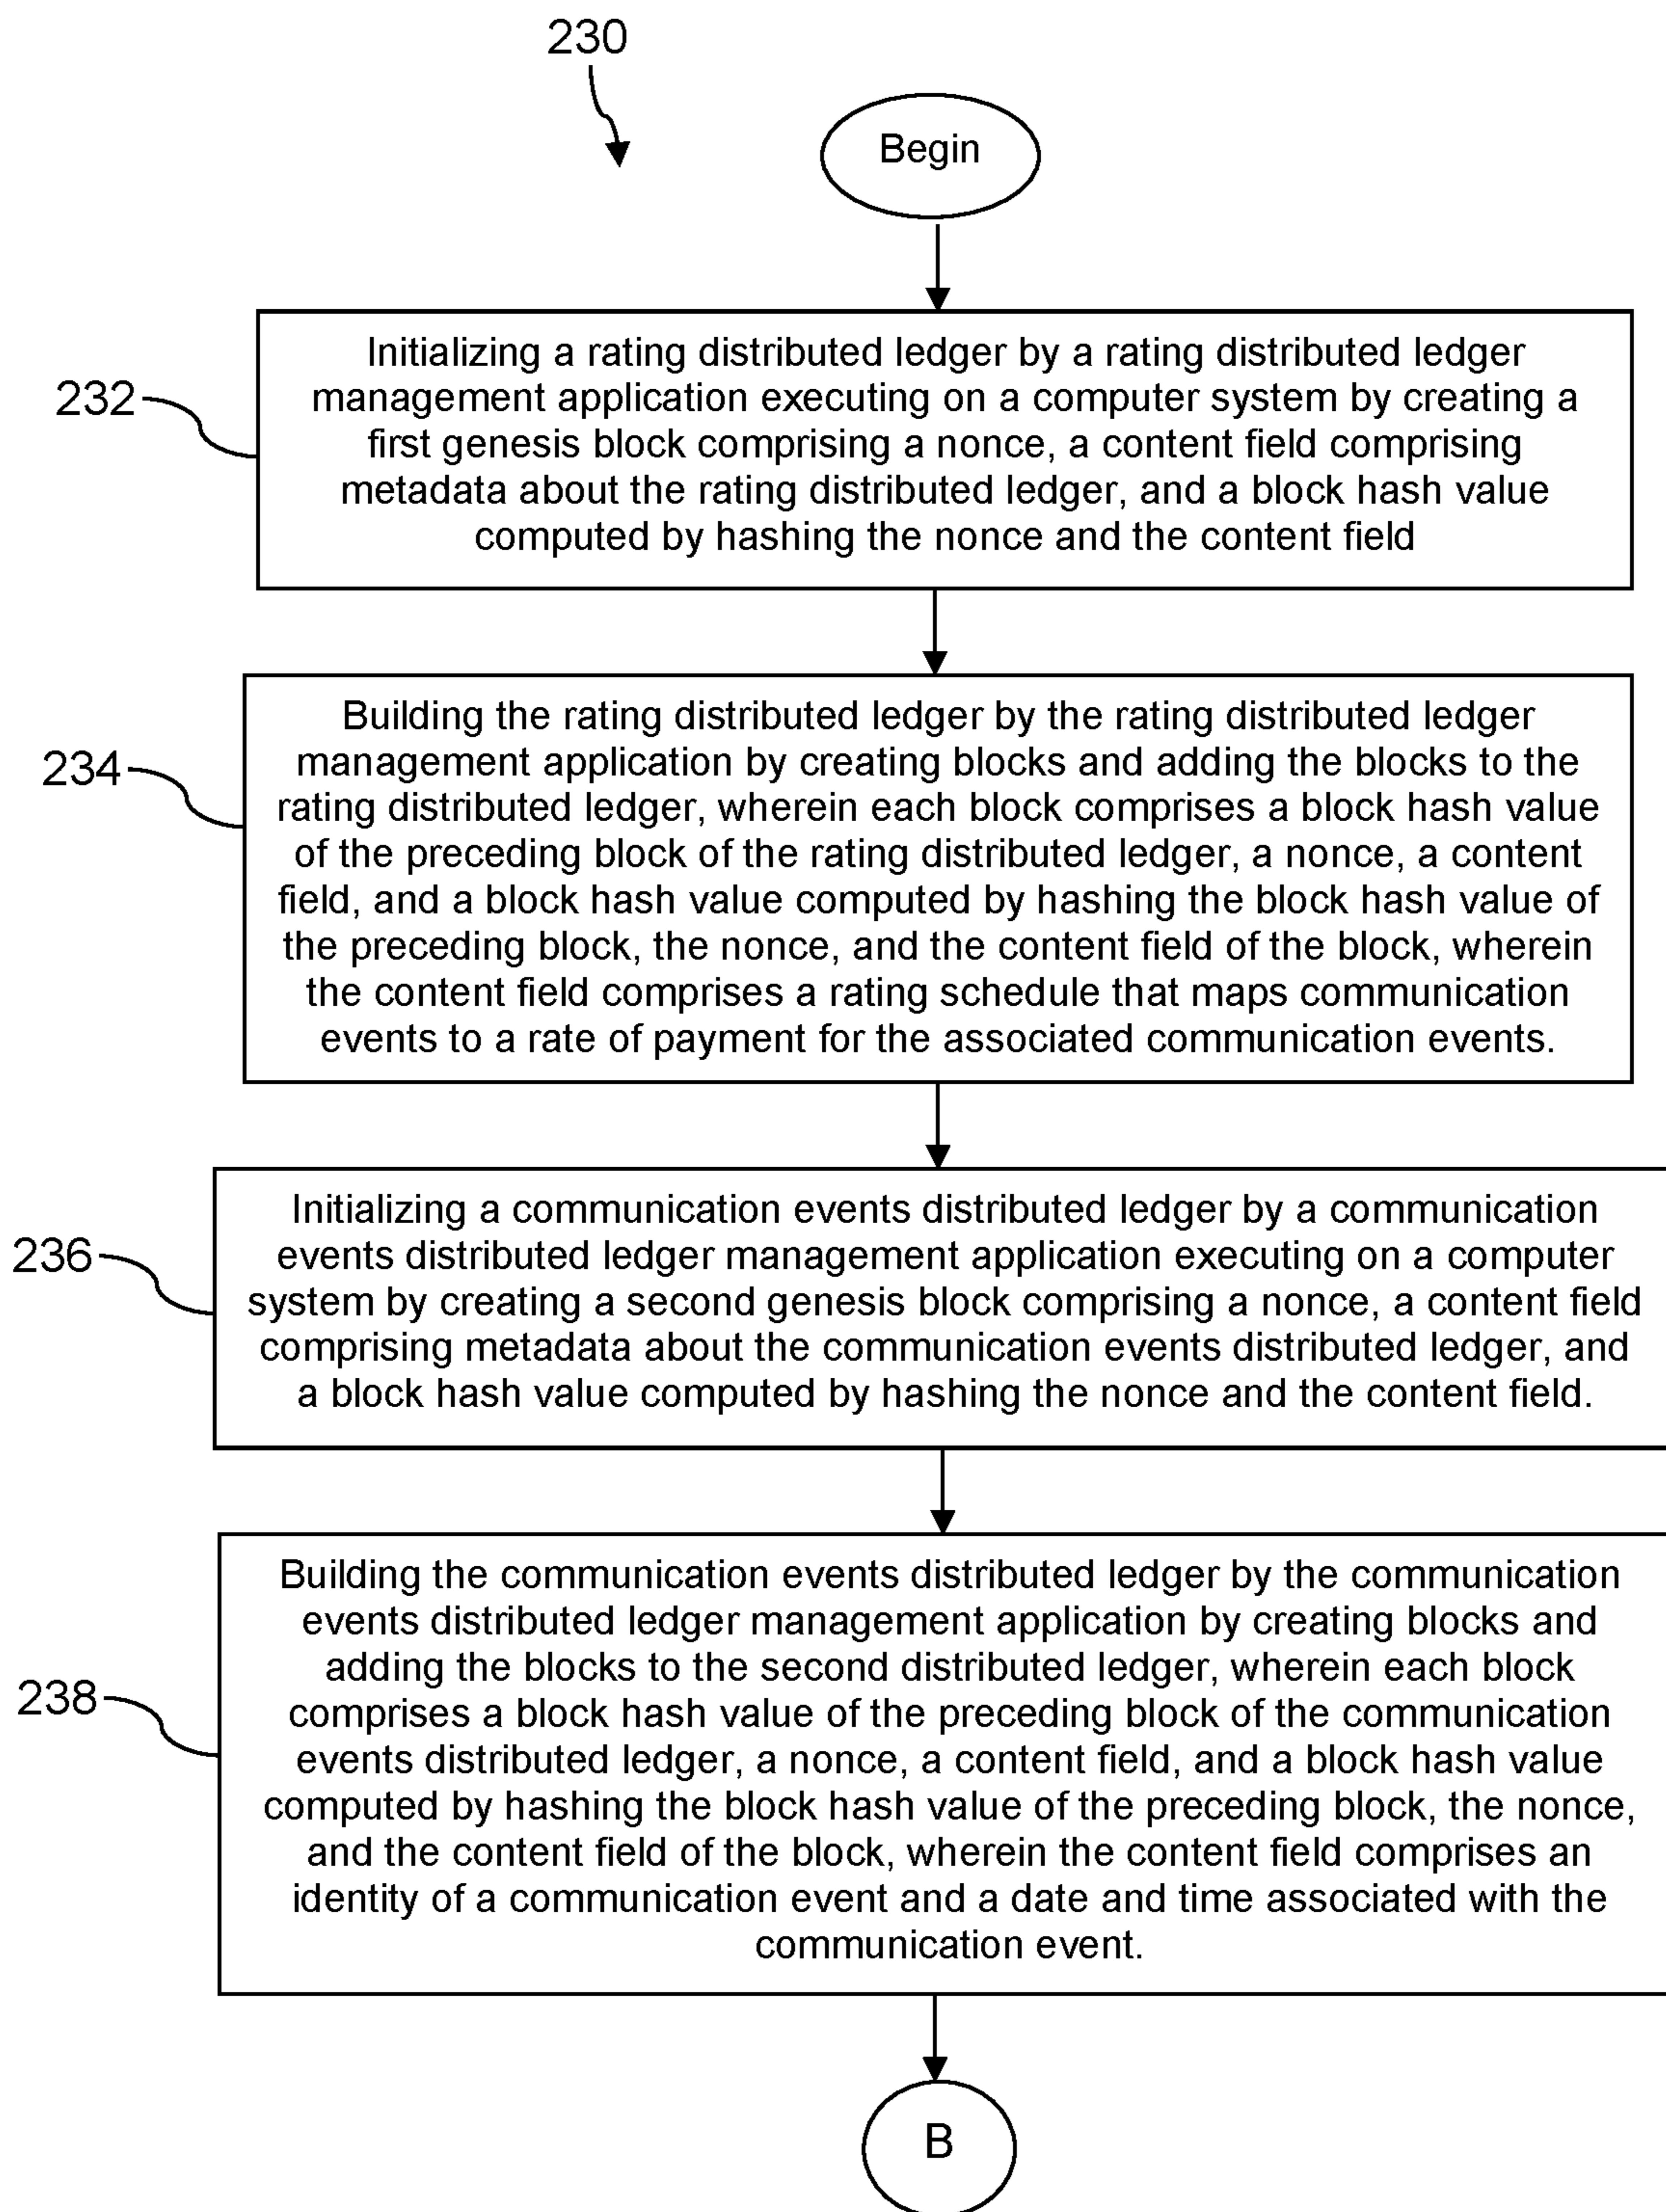 230
Begin
232
Initializing a rating distributed ledger by a rating distributed ledger
management application executing on a computer system by creating a
first genesis block comprising a nonce, a content field comprising
metadata about the rating distributed ledger, and a block hash value
computed by hashing the nonce and the content field
234
Building the rating distributed ledger by the rating distributed ledger
management application by creating blocks and adding the blocks to the
rating distributed ledger, wherein each block comprises a block hash value
of the preceding block of the rating distributed ledger, a nonce, a content
field, and a block hash value computed by hashing the block hash value of
the preceding block, the nonce, and the content field of the block, wherein
the content field comprises a rating schedule that maps communication
events to a rate of payment for the associated communication events.
236
Initializing a communication events distributed ledger by a communication
events distributed ledger management application executing on a computer
system by creating a second genesis block comprising a nonce, a content field
comprising metadata about the communication events distributed ledger, and
a block hash value computed by hashing the nonce and the content field.
238
Building the communication events distributed ledger by the communication
events distributed ledger management application by creating blocks and
adding the blocks to the second distributed ledger, wherein each block
comprises a block hash value of the preceding block of the communication
events distributed ledger, a nonce, a content field, and a block hash value
computed by hashing the block hash value of the preceding block, the nonce,
and the content field of the block, wherein the content field comprises an
identity of a communication event and a date and time associated with the
communication event.
B